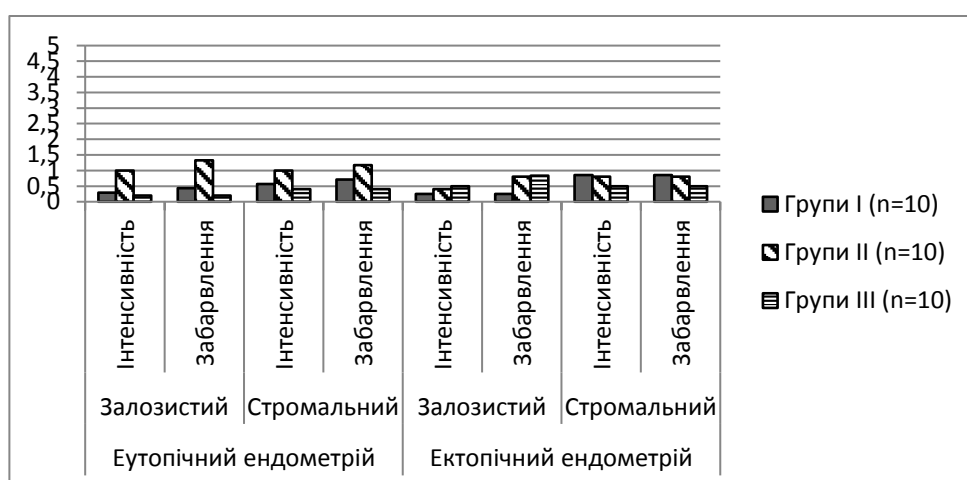 5
4,5
4
3,5
3
2,5
2
1,5
1
0,5
0
Інтенсивність
Забарвлення
Інтенсивність
Забарвлення
Інтенсивність
Забарвлення
Інтенсивність
Забарвлення
Залозистий
Стромальний
Залозистий
Стромальний
Еутопічний ендометрій
Ектопічний ендометрій
Групи I (n=10)
Групи II (n=10)
Групи III (n=10)